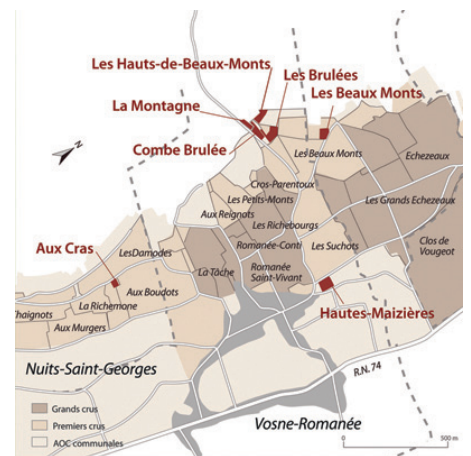 Les Hauts-de-Beaux-Monts
Les Brulées
La Montagne
Les Beaux Monts
Combe Brulée
Les Beaux Monts
Echezeaux
Cros-Parentoux
Les Petits-Monts
Les Grands Echezeaux
Aux Reignots
Les Richebourgs
Aux Cras
LesDamodes
Romanée-Conti
Les Suchots
Clos de
Vougeot
La Tâche
Romanée
Saint-Vivant
Aux Boudots
La Richemone
Hautes-Maizières
Chaignots
Aux Murgers
Nuits-Saint-Georges
R.N. 74
Grands crus
Premiers crus
AOC communales
Vosne-Romanée
0
500 m